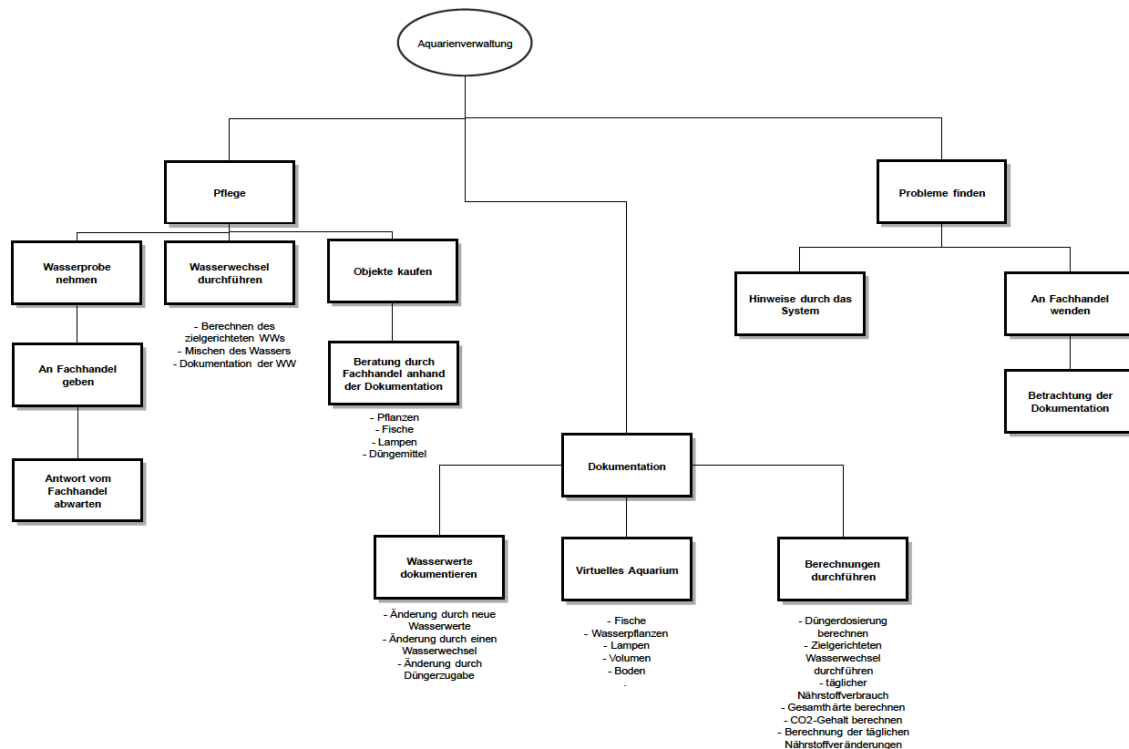 Aquarienverwaltung
Pflege
Probleme finden
Wasserprobe
nehmen
Wasserwechsel
durchführen
Objekte kaufen
Hinweise durch das
System
An Fachhandel
wenden
- Berechnen des
zielgerichteten WWs
- Mischen des Wassers
- Dokumentation der WW
An Fachhandel
geben
Beratung durch
Fachhandel anhand
der Dokumentation
Betrachtung der
Dokumentation
- Pflanzen
- Fische
- Lampen
- Düngemittel
Antwort vom
Fachhandel
abwarten
Dokumentation
Wasserwerte
dokumentieren
Virtuelles Aquarium
Berechnungen
durchführen
- Änderung durch neue
Wasserwerte
- Änderung durch einen
Wasserwechsel
- Änderung durch
Düngerzugabe
- Fische
- Wasserpflanzen
- Lampen
- Volumen
- Boden
.
- Düngerdosierung
berechnen
- Zielgerichteten
Wasserwechsel
durchführen
- täglicher
Nährstoffverbrauch
- Gesamthärte berechnen
- CO2-Gehalt berechnen
- Berechnung der täglichen
Nährstoffveränderungen